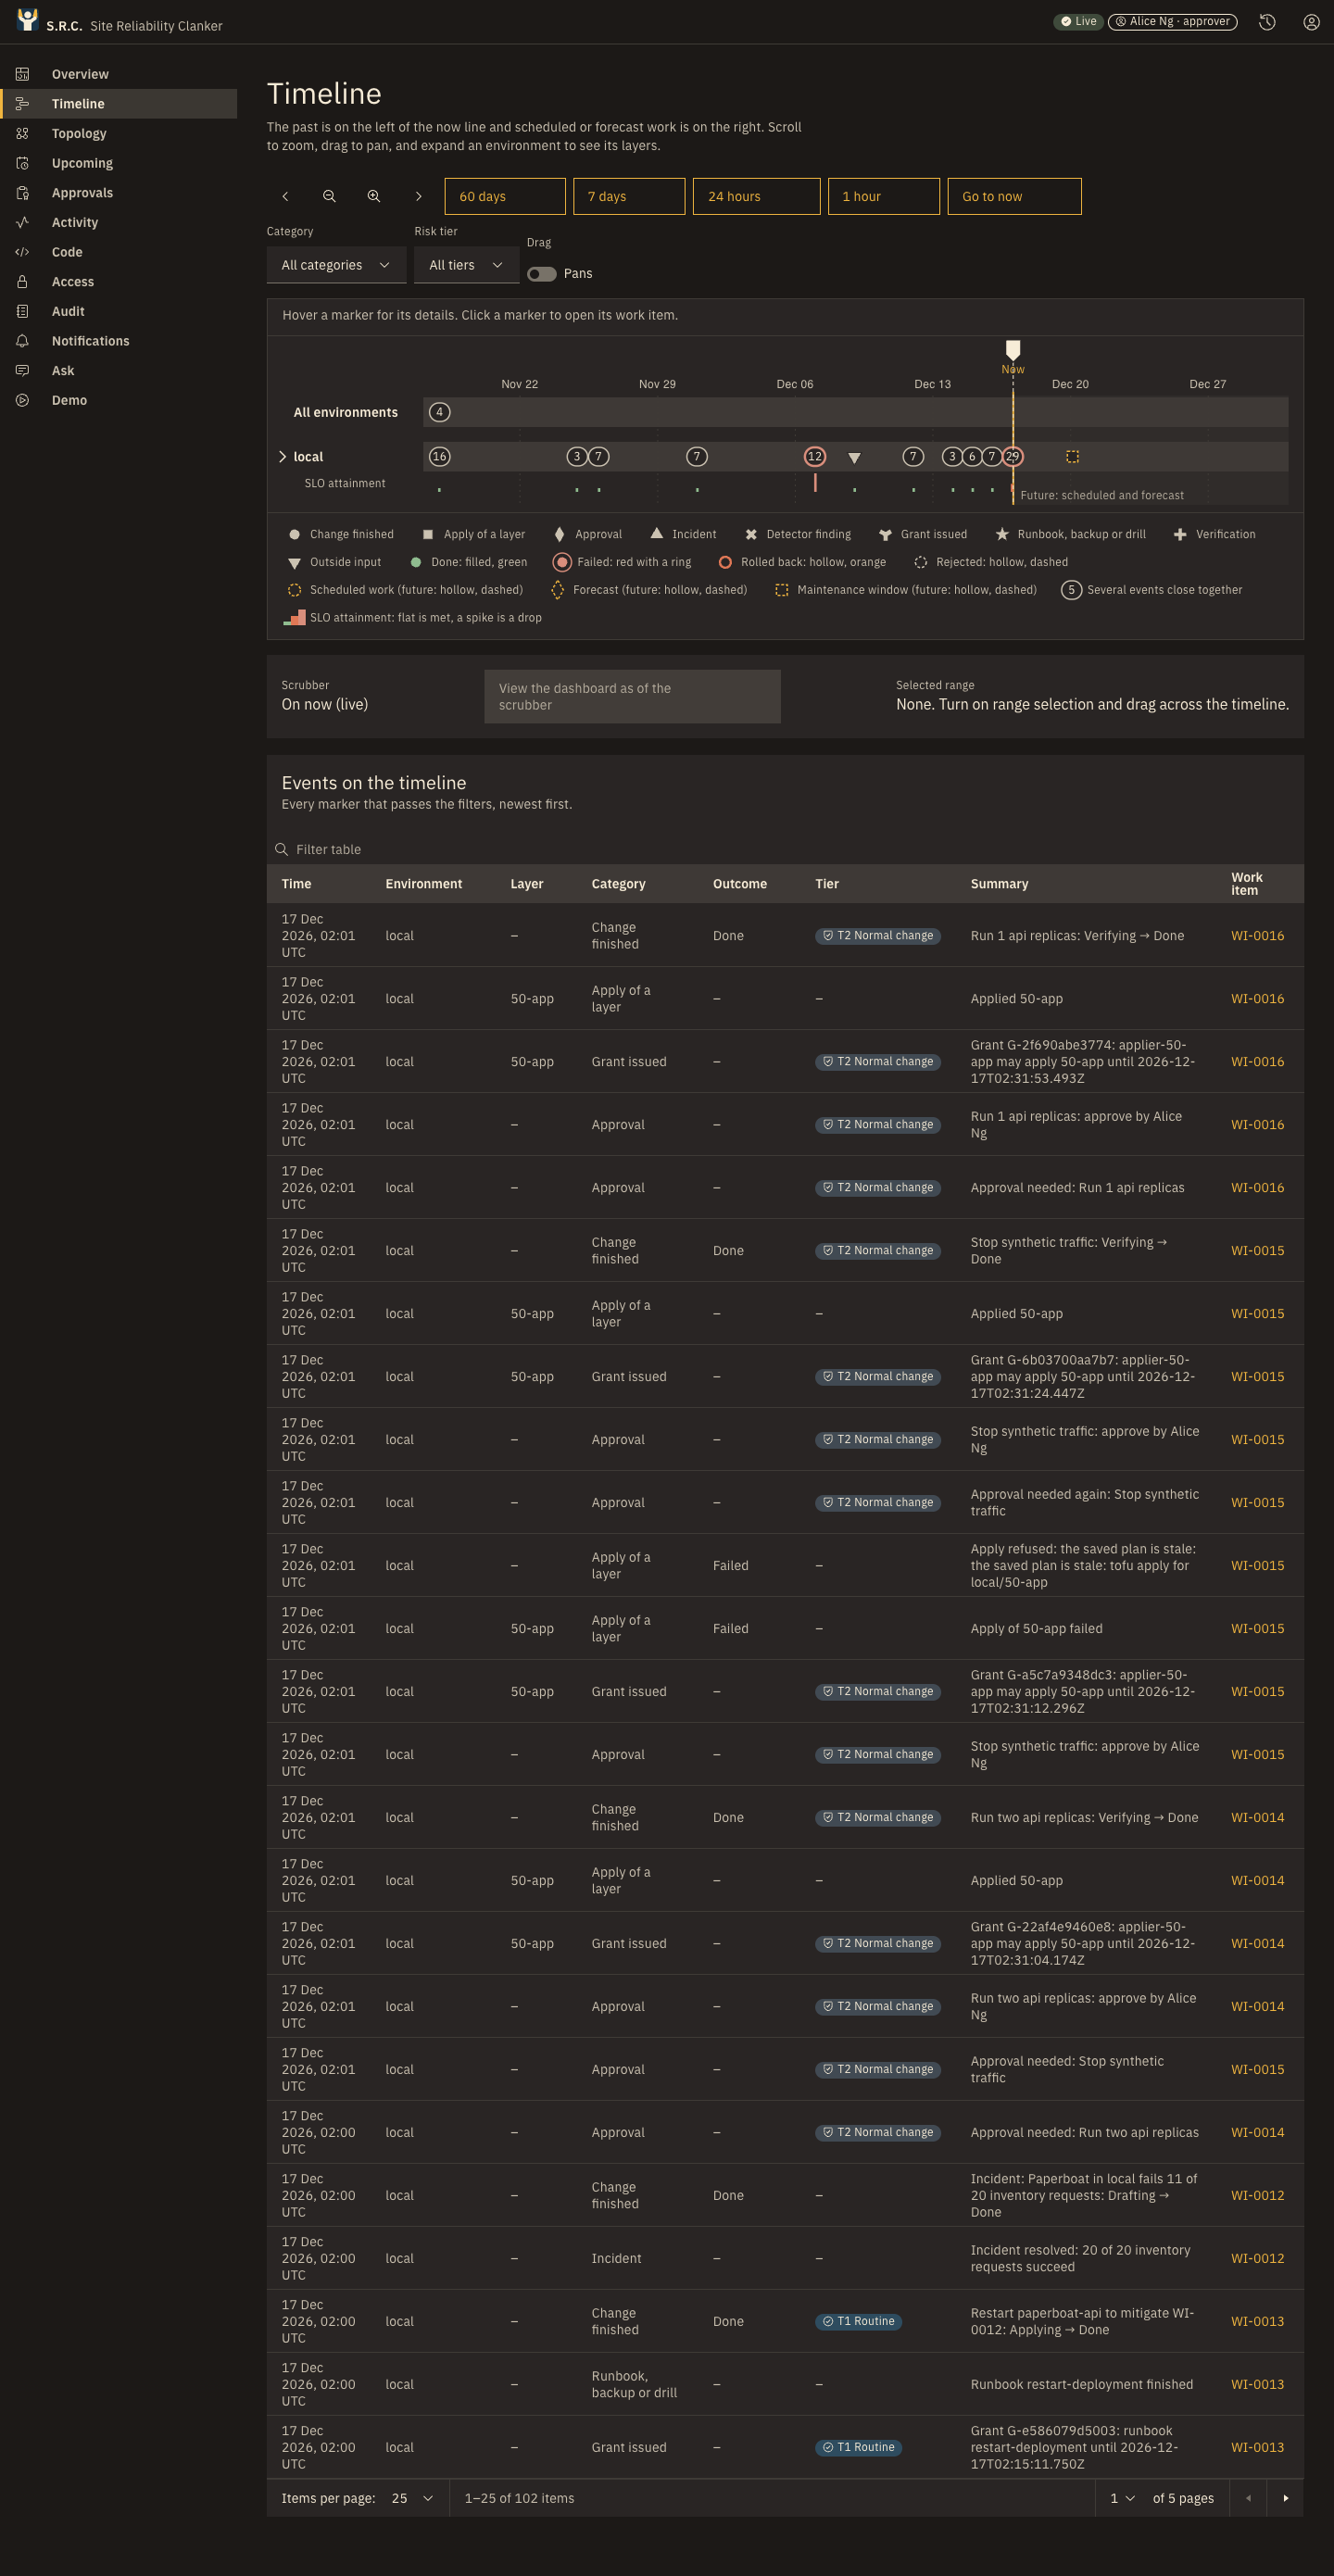 S.R.C. Site Reliability Clanker
Live
Alice Ng · approver
Overview
Timeline
Topology
Upcoming
Approvals
Activity
Code
Access
Audit
Notifications
Ask
Demo
Timeline
The past is on the left of the now line and scheduled or forecast work is on the right. Scroll
to zoom, drag to pan, and expand an environment to see its layers.
60 days
7 days
24 hours
1 hour
Go to now
Category
Risk tier
Drag
All categories
All tiers
Pans
Hover a marker for its details. Click a marker to open its work item.
Now
Nov 22 Nov 29 Dec 06 Dec 13 Dec 20 Dec 27
All environments 4
local 16 3 7 7 12 7 3 6 7 29
SLO attainment
Future: scheduled and forecast
Change finished Apply of a layer Approval Incident Detector finding Grant issued Runbook, backup or drill Verification
Outside input Done: filled, green Failed: red with a ring Rolled back: hollow, orange Rejected: hollow, dashed
Scheduled work (future: hollow, dashed) Forecast (future: hollow, dashed) Maintenance window (future: hollow, dashed) 5 Several events close together
SLO attainment: flat is met, a spike is a drop
Scrubber
On now (live)
View the dashboard as of the
scrubber
Selected range
None. Turn on range selection and drag across the timeline.
Events on the timeline
Every marker that passes the filters, newest first.
Filter table
Time Environment Layer Category Outcome Tier Summary Work item
17 Dec 2026, 02:01 UTC local – Change finished Done T2 Normal change Run 1 api replicas: Verifying → Done WI-0016
17 Dec 2026, 02:01 UTC local 50-app Apply of a layer – – Applied 50-app WI-0016
17 Dec 2026, 02:01 UTC local 50-app Grant issued – T2 Normal change Grant G-2f690abe3774: applier-50-app may apply 50-app until 2026-12-17T02:31:53.493Z WI-0016
17 Dec 2026, 02:01 UTC local – Approval – T2 Normal change Run 1 api replicas: approve by Alice Ng WI-0016
17 Dec 2026, 02:01 UTC local – Approval – T2 Normal change Approval needed: Run 1 api replicas WI-0016
17 Dec 2026, 02:01 UTC local – Change finished Done T2 Normal change Stop synthetic traffic: Verifying → Done WI-0015
17 Dec 2026, 02:01 UTC local 50-app Apply of a layer – – Applied 50-app WI-0015
17 Dec 2026, 02:01 UTC local 50-app Grant issued – T2 Normal change Grant G-6b03700aa7b7: applier-50-app may apply 50-app until 2026-12-17T02:31:24.447Z WI-0015
17 Dec 2026, 02:01 UTC local – Approval – T2 Normal change Stop synthetic traffic: approve by Alice Ng WI-0015
17 Dec 2026, 02:01 UTC local – Approval – T2 Normal change Approval needed again: Stop synthetic traffic WI-0015
17 Dec 2026, 02:01 UTC local – Apply of a layer Failed – Apply refused: the saved plan is stale: the saved plan is stale: tofu apply for local/50-app WI-0015
17 Dec 2026, 02:01 UTC local 50-app Apply of a layer Failed – Apply of 50-app failed WI-0015
17 Dec 2026, 02:01 UTC local 50-app Grant issued – T2 Normal change Grant G-a5c7a9348dc3: applier-50-app may apply 50-app until 2026-12-17T02:31:12.296Z WI-0015
17 Dec 2026, 02:01 UTC local – Approval – T2 Normal change Stop synthetic traffic: approve by Alice Ng WI-0015
17 Dec 2026, 02:01 UTC local – Change finished Done T2 Normal change Run two api replicas: Verifying → Done WI-0014
17 Dec 2026, 02:01 UTC local 50-app Apply of a layer – – Applied 50-app WI-0014
17 Dec 2026, 02:01 UTC local 50-app Grant issued – T2 Normal change Grant G-22af4e9460e8: applier-50-app may apply 50-app until 2026-12-17T02:31:04.174Z WI-0014
17 Dec 2026, 02:01 UTC local – Approval – T2 Normal change Run two api replicas: approve by Alice Ng WI-0014
17 Dec 2026, 02:01 UTC local – Approval – T2 Normal change Approval needed: Stop synthetic traffic WI-0015
17 Dec 2026, 02:00 UTC local – Approval – T2 Normal change Approval needed: Run two api replicas WI-0014
17 Dec 2026, 02:00 UTC local – Change finished Done – Incident: Paperboat in local fails 11 of 20 inventory requests: Drafting → Done WI-0012
17 Dec 2026, 02:00 UTC local – Incident – – Incident resolved: 20 of 20 inventory requests succeed WI-0012
17 Dec 2026, 02:00 UTC local – Change finished Done T1 Routine Restart paperboat-api to mitigate WI-0012: Applying → Done WI-0013
17 Dec 2026, 02:00 UTC local – Runbook, backup or drill – – Runbook restart-deployment finished WI-0013
17 Dec 2026, 02:00 UTC local – Grant issued – T1 Routine Grant G-e586079d5003: runbook restart-deployment until 2026-12-17T02:15:11.750Z WI-0013
Items per page: 25 1–25 of 102 items 1 of 5 pages